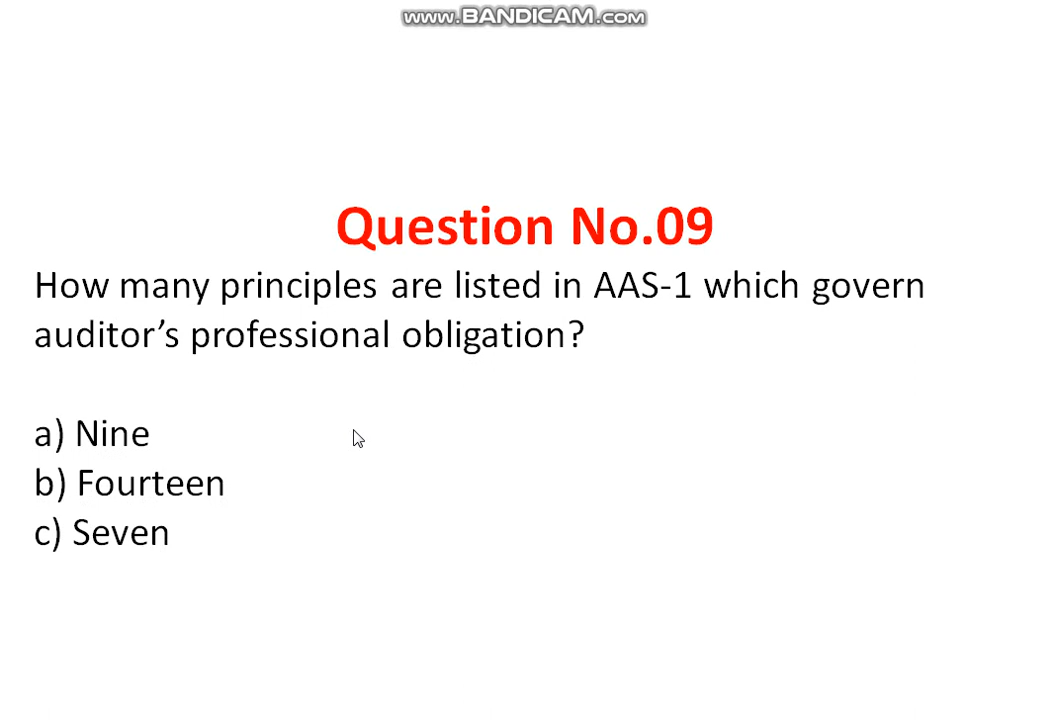 www.BANDICAM.com
Question No.09
How many principles are listed in AAS-1 which govern
auditor’s professional obligation?
a) Nine
b) Fourteen
c) Seven